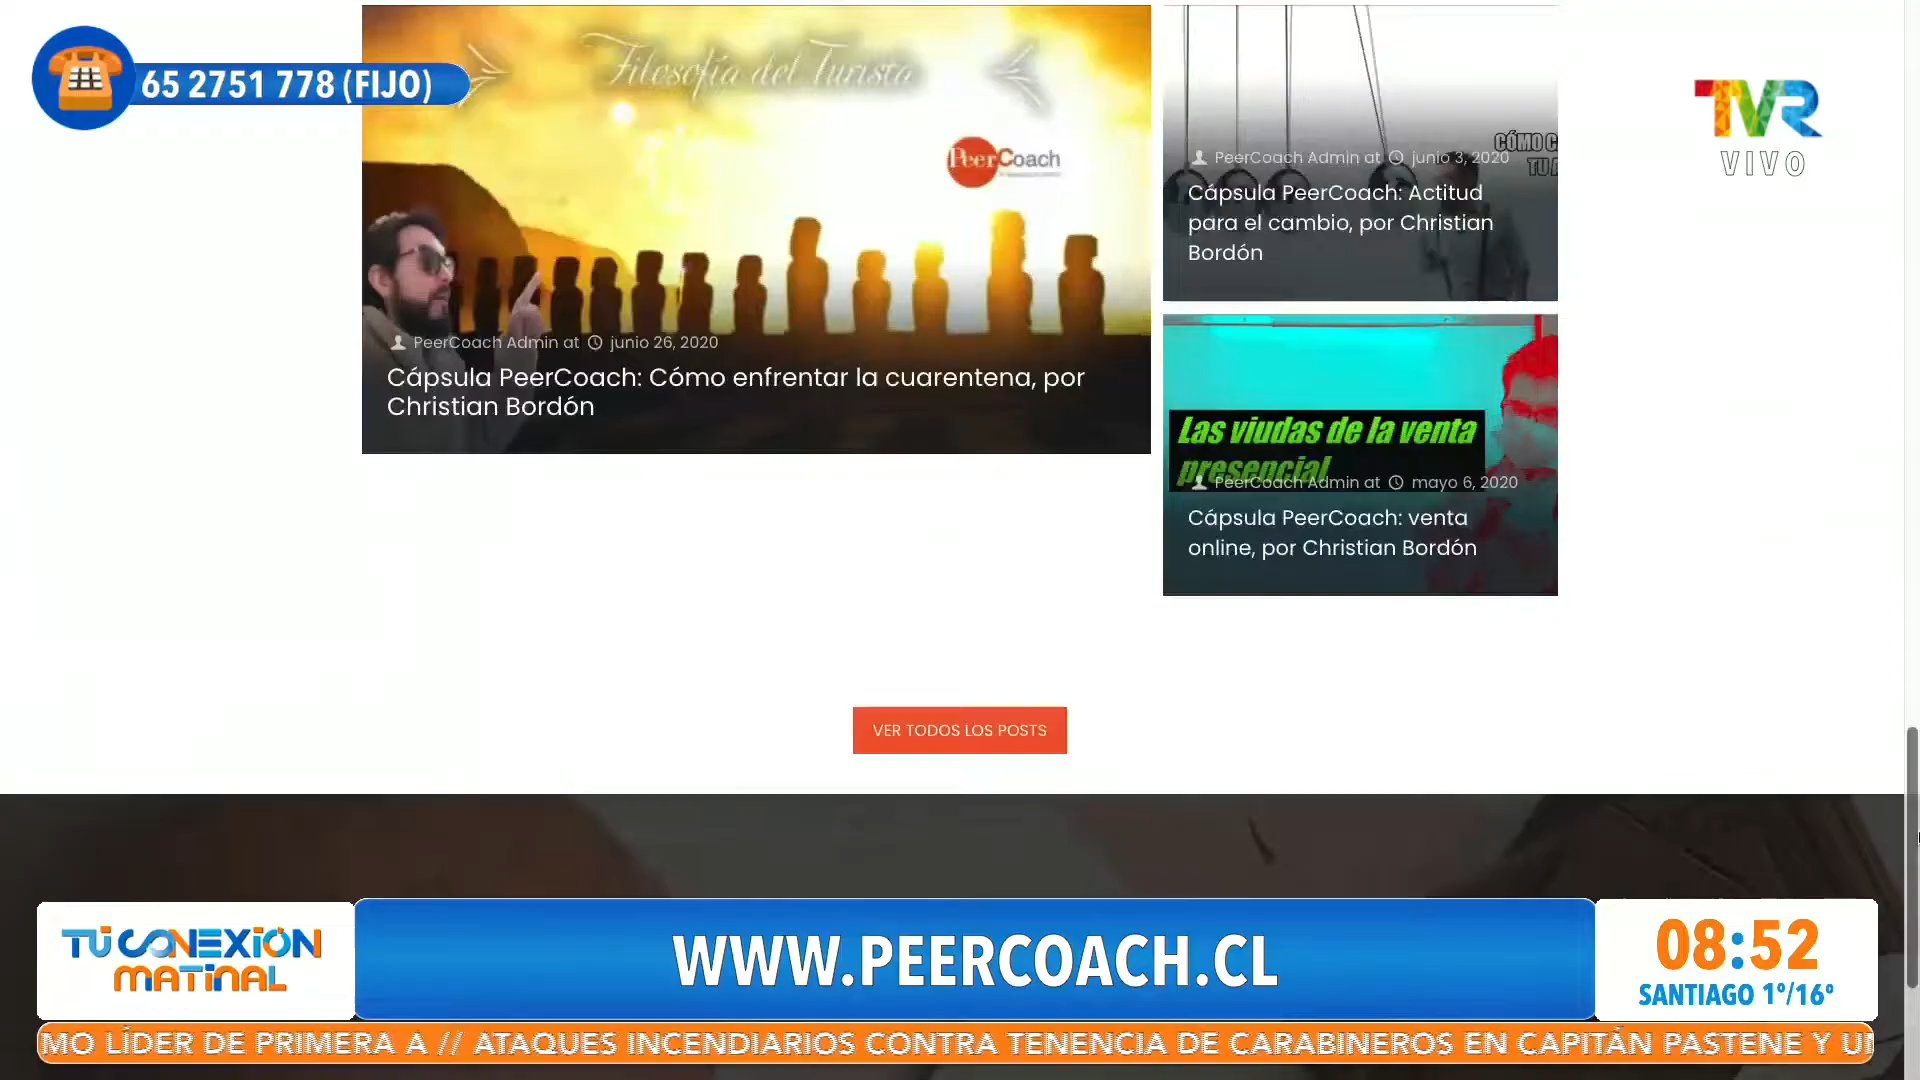 65 2751 778 (FIJO)
Filosofía del Turista
PeerCoach
PeerCoach Admin at junio 26, 2020
Cápsula PeerCoach: Cómo enfrentar la cuarentena, por
Christian Bordón
CÓMO C
TU A
PeerCoach Admin at junio 3, 2020
Cápsula PeerCoach: Actitud
para el cambio, por Christian
Bordón
Las viudas de la venta
presencial
PeerCoach Admin at mayo 6, 2020
Cápsula PeerCoach: venta
online, por Christian Bordón
TVR
VIVO
VER TODOS LOS POSTS
TU CONEXIÓN
MATINAL
WWW.PEERCOACH.CL
08:52
SANTIAGO 1º/16º
MO LÍDER DE PRIMERA A // ATAQUES INCENDIARIOS CONTRA TENENCIA DE CARABINEROS EN CAPITÁN PASTENE Y U